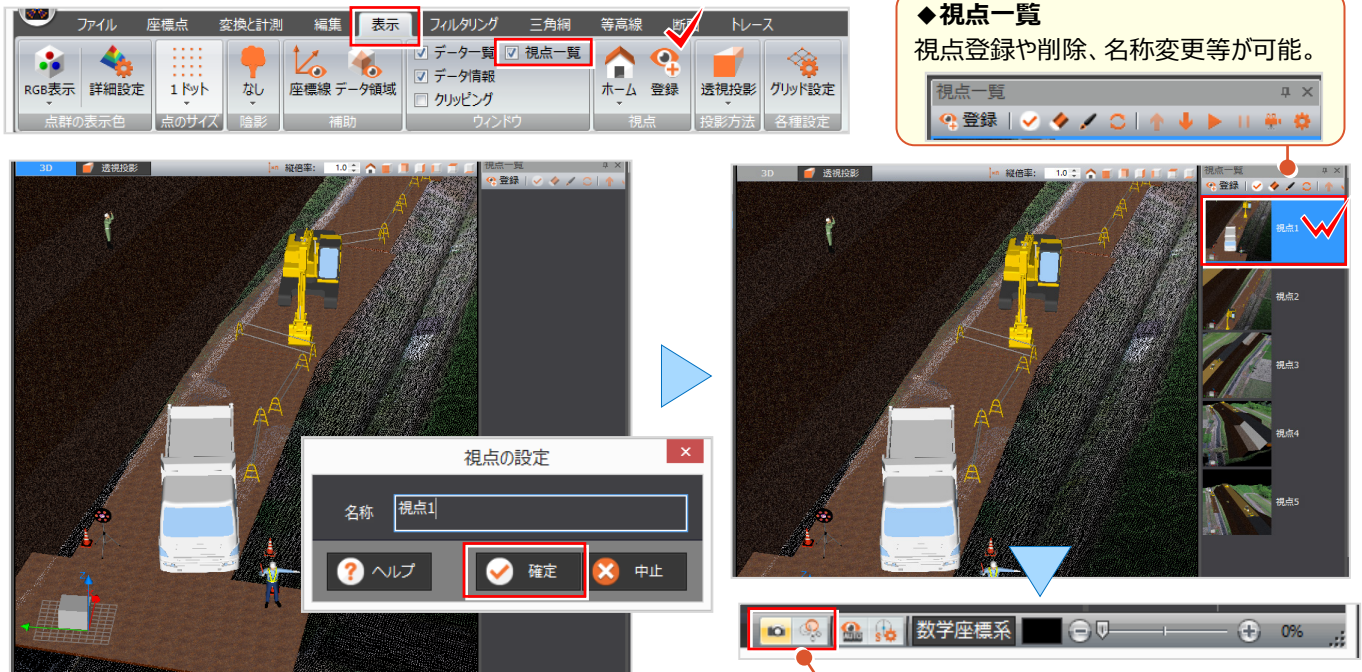 ファイル 座標点 変換と計測 編集 表示 フィルタリング 三角網 等高線 トレース
データ一覧 視点一覧
データ情報
クリッピング
RGB表示 詳細設定 1 ドット なし 座標線 データ領域 ホーム 登録 透視投影 グリッド設定
点群の表示色 点のサイズ 陰影 補助 ウィンドウ 視点 投影方法 各種設定
◆視点一覧
視点登録や削除、名称変更等が可能。
視点一覧
登録
3D 透視投影 縦倍率: 1.0 視点一覧
登録
視点の設定
名称 視点1
ヘルプ 確定 中止
3D 透視投影 縦倍率: 1.0 視点一覧
登録
視点1
視点2
視点3
視点4
視点5
数学座標系 0%